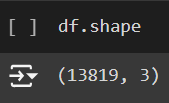 [ ] df.shape
(13819, 3)